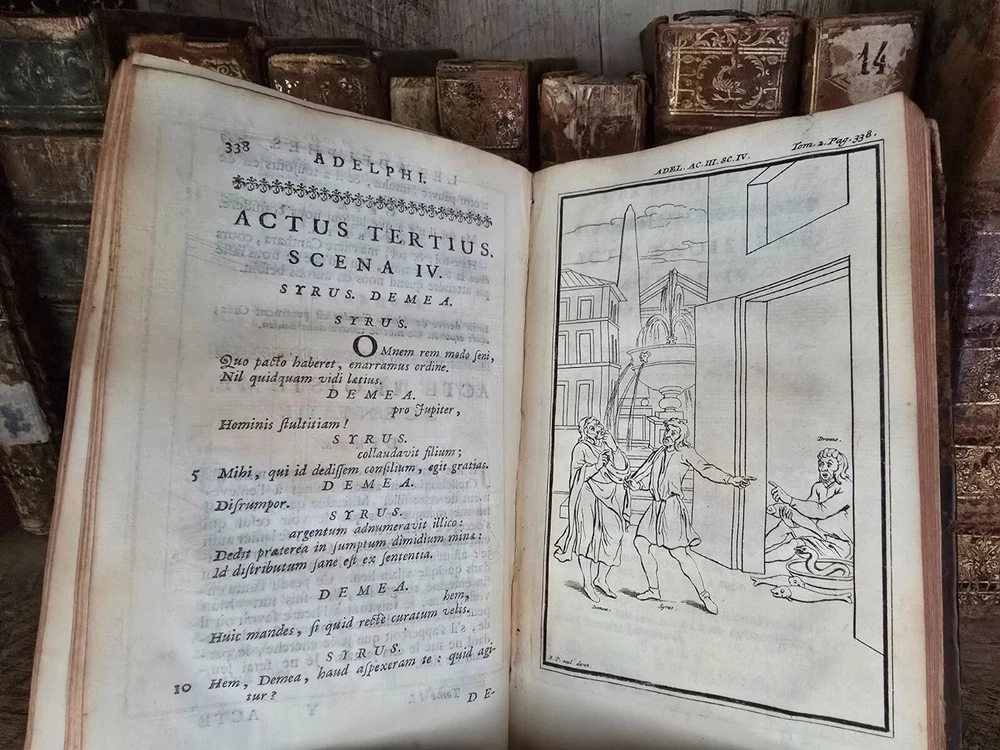 338
ADELPHI.
ACTUS TERTIUS.
SCENA IV.
SYRUS. DEMEA.
SYRUS.
OMnem rem modo ſeni,
Quo pacto haberet, enarramus ordine.
Nil quidquam vidi lætius.
DEMEA.
pro Jupiter,
Hominis ſtultitiam!
SYRUS.
collaudavit filium;
5 Mihi, qui id dediſſem conſilium, egit gratias.
DEMEA.
Diſrumpor.
SYRUS.
argentum adnumeravit illico:
Dedit præterea in ſumptum dimidium minæ:
Id diſtributum ſane eſt ex ſententia.
DEMEA.
hem,
Huic mandes, ſi quid recte curatum velis.
SYRUS.
10 Hem, Demea, haud aſpexeram te: quid agi-
tur?
DE-
ADEL. AC. III. SC. IV.
Tom. 2. Pag. 338.
Dromo.
Demea.
Syrus.